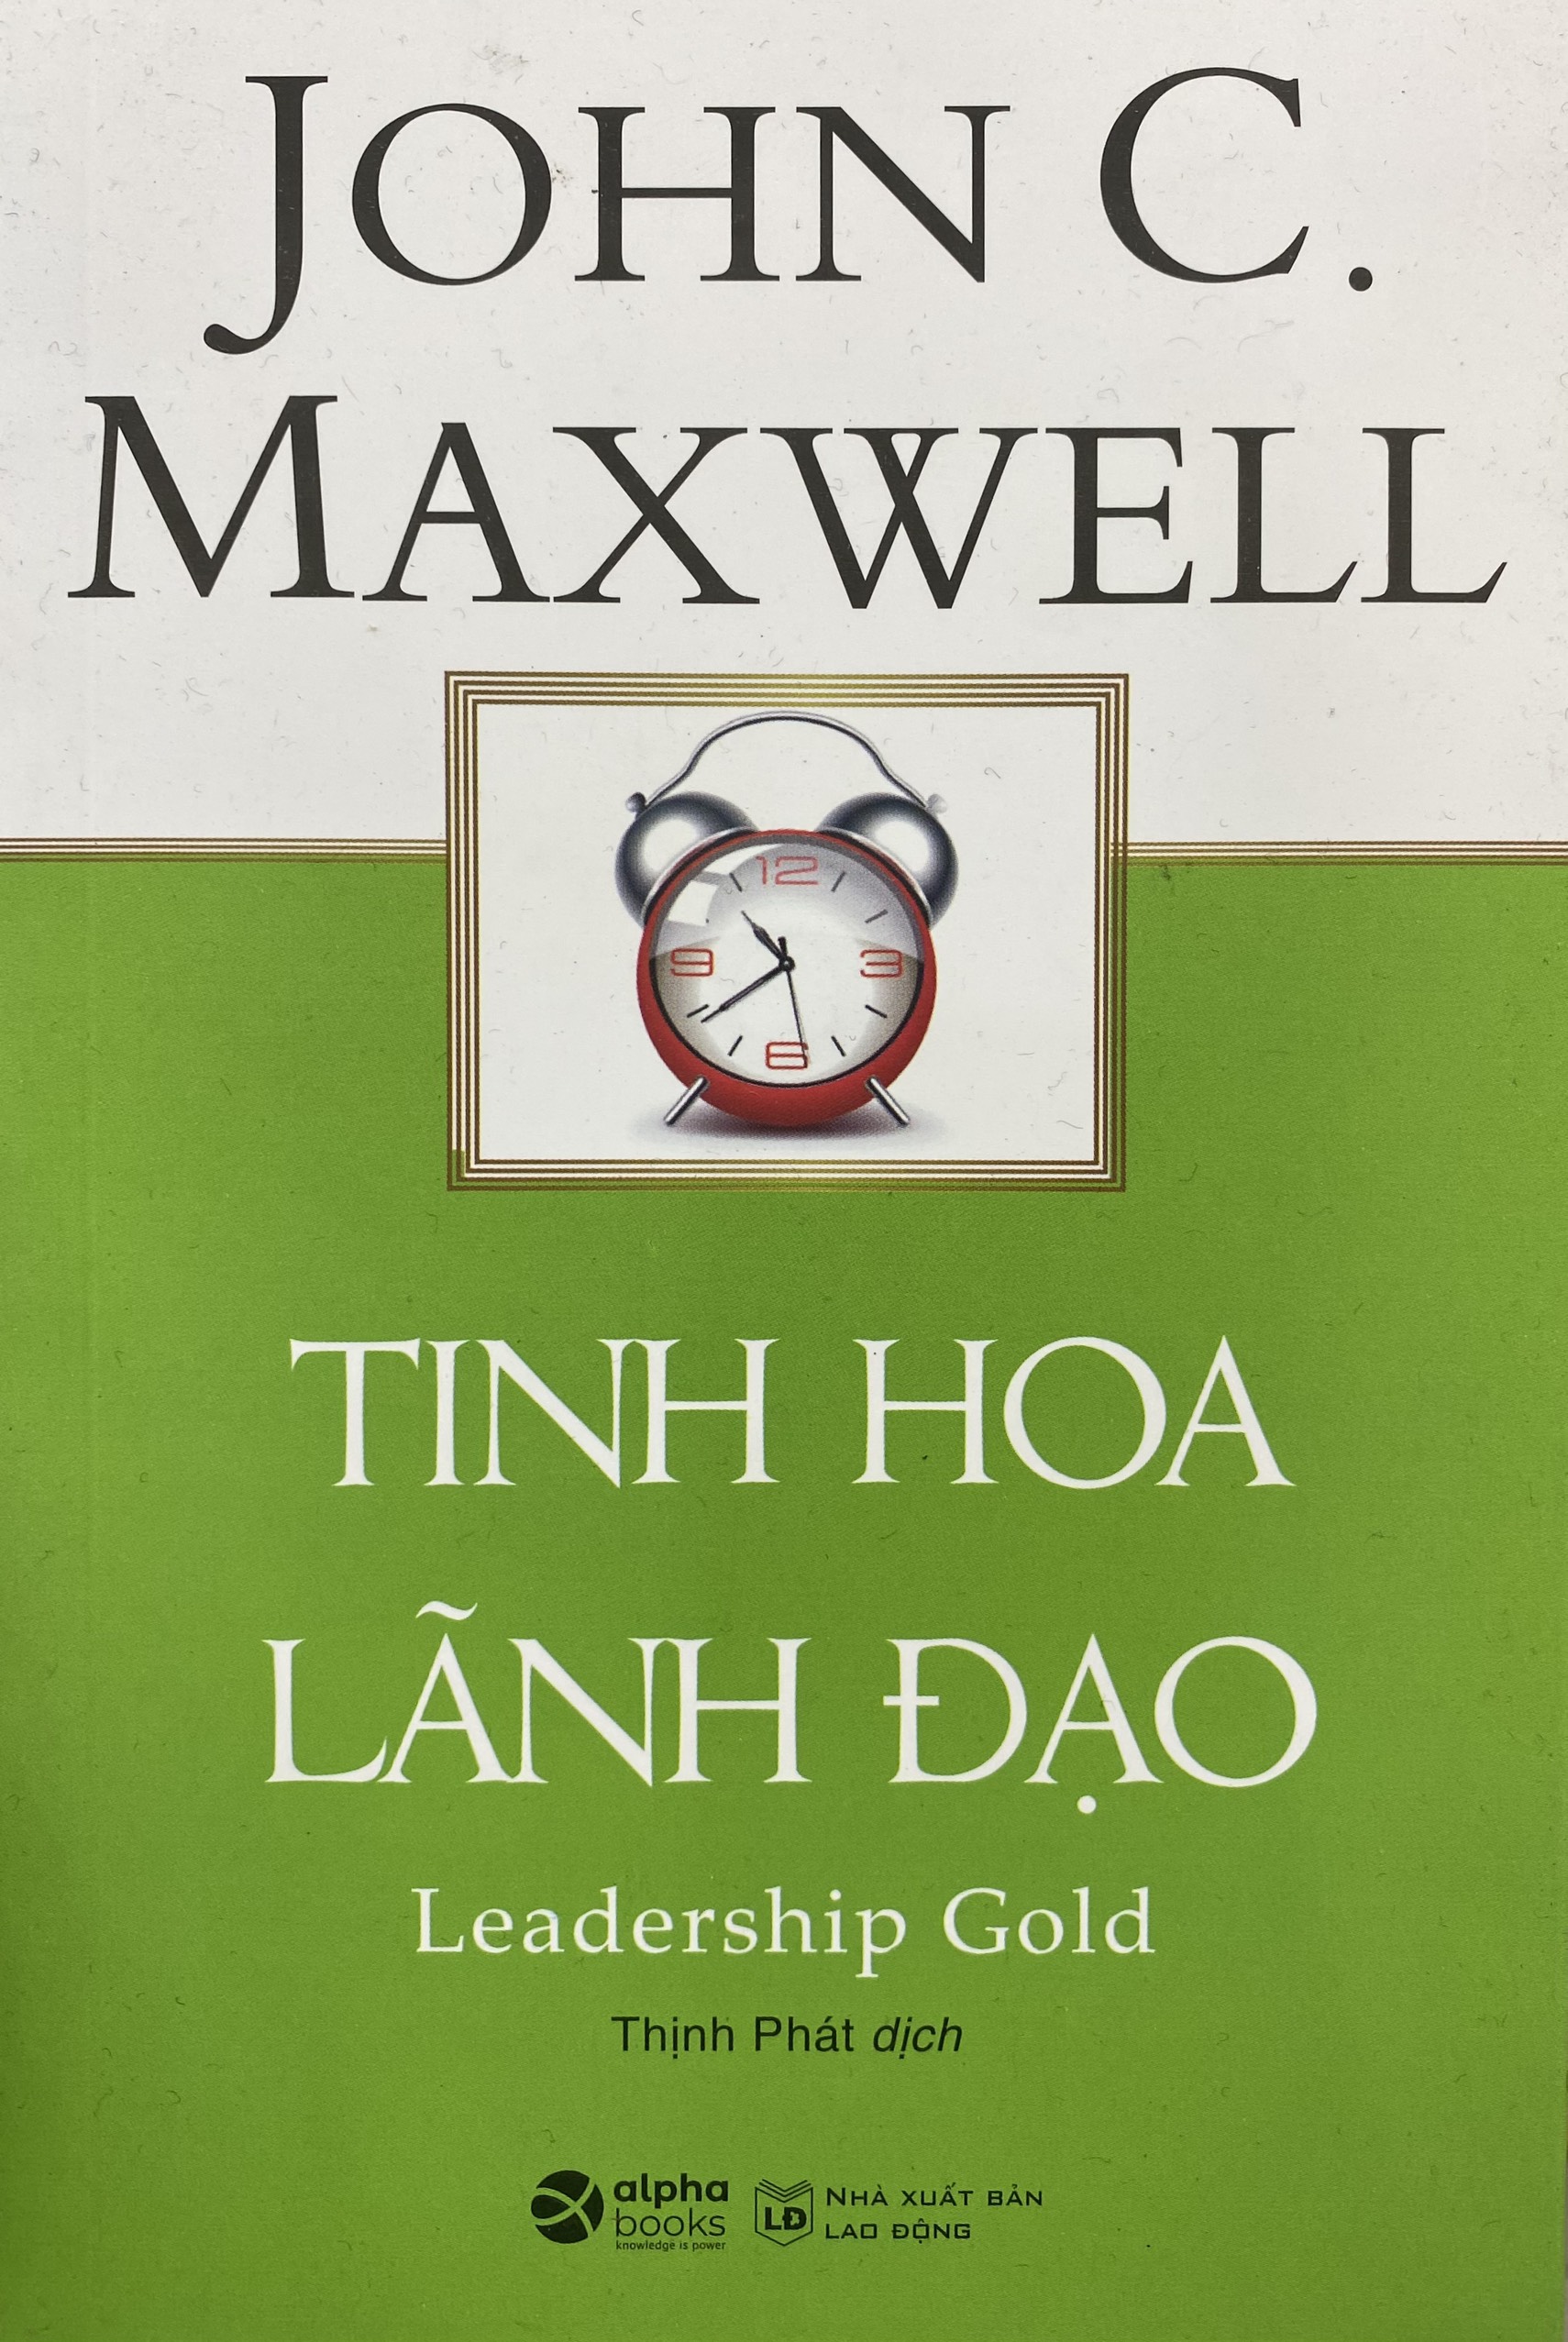 JOHN C.
MAXWELL
12
9
3
6
TINH HOA
LÃNH ĐẠO
Leadership Gold
Thịnh Phát dịch
alpha
books
knowledge is power
LĐ
NHÀ XUẤT BẢN
LAO ĐỘNG